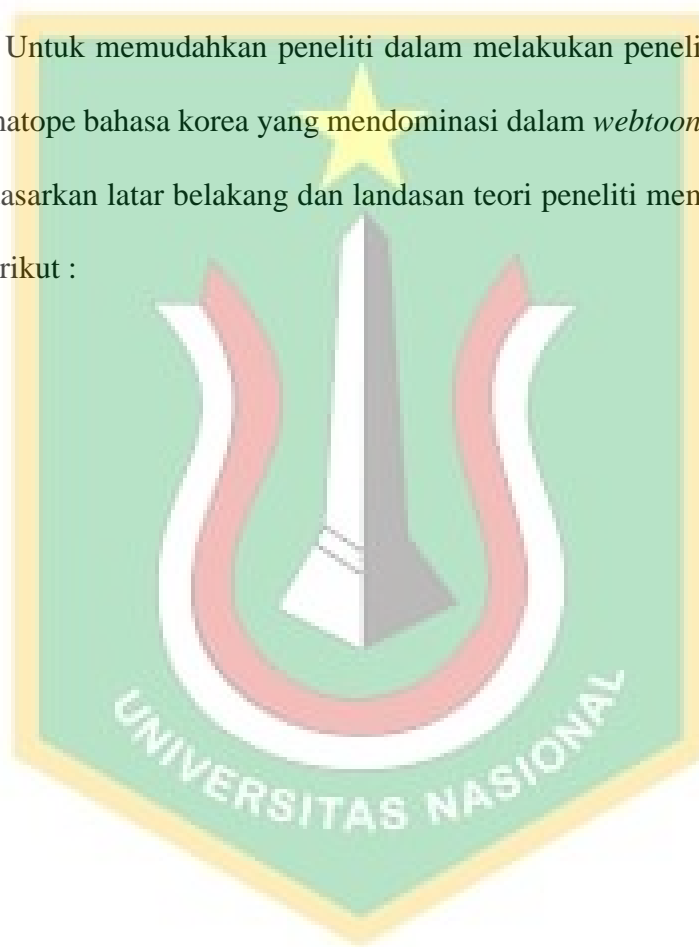 Untuk memudahkan peneliti dalam melakukan peneli
natope bahasa korea yang mendominasi dalam webtoon
asarkan latar belakang dan landasan teori peneliti men
rikut :
UNIVERSITAS NASIONAL